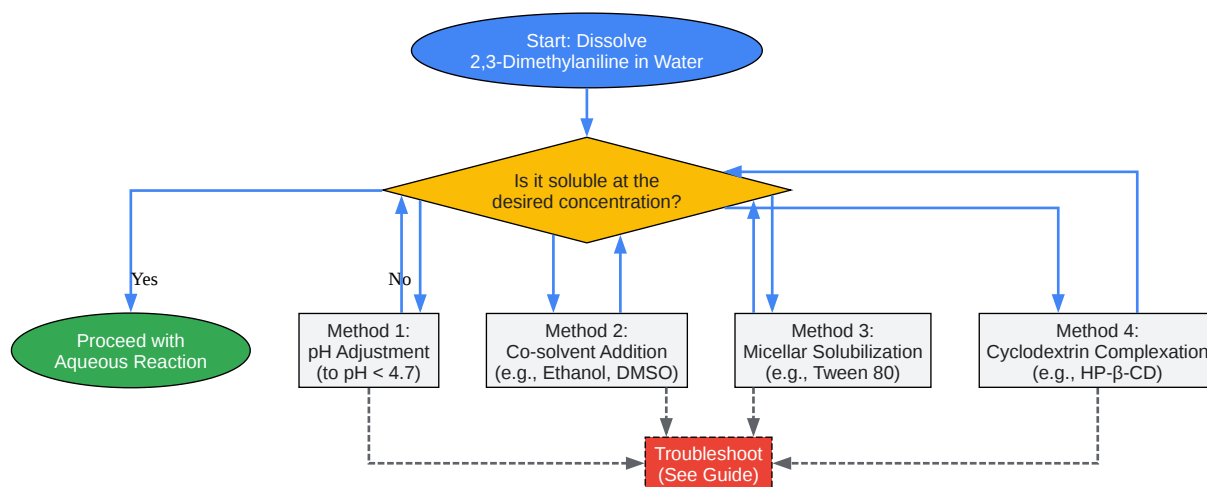 Start: Dissolve
2,3-Dimethylaniline in Water
Is it soluble at the
desired concentration?
Yes
No
Proceed with
Aqueous Reaction
Method 1:
pH Adjustment
(to pH < 4.7)
Method 2:
Co-solvent Addition
(e.g., Ethanol, DMSO)
Method 3:
Micellar Solubilization
(e.g., Tween 80)
Method 4:
Cyclodextrin Complexation
(e.g., HP-β-CD)
Troubleshoot
(See Guide)